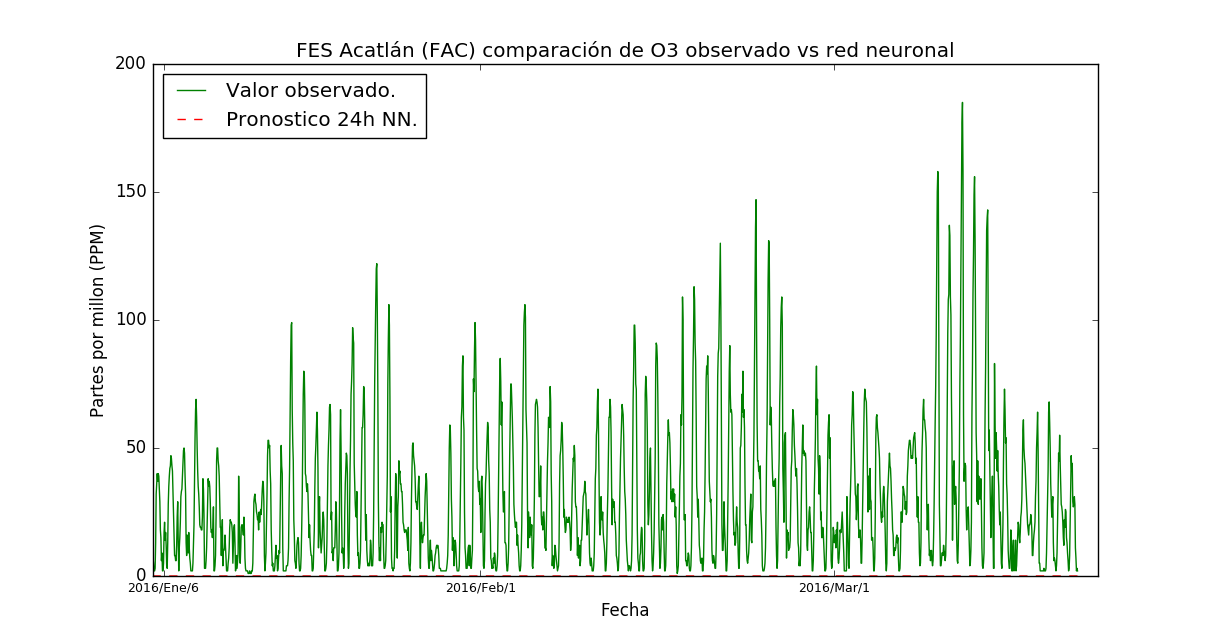 FES Acatlán (FAC) comparación de O3 observado vs red neuronal
200
Valor observado.
Pronostico 24h NN.
150
Partes por millon (PPM)
100
50
0
2016/Ene/6
2016/Feb/1
2016/Mar/1
Fecha